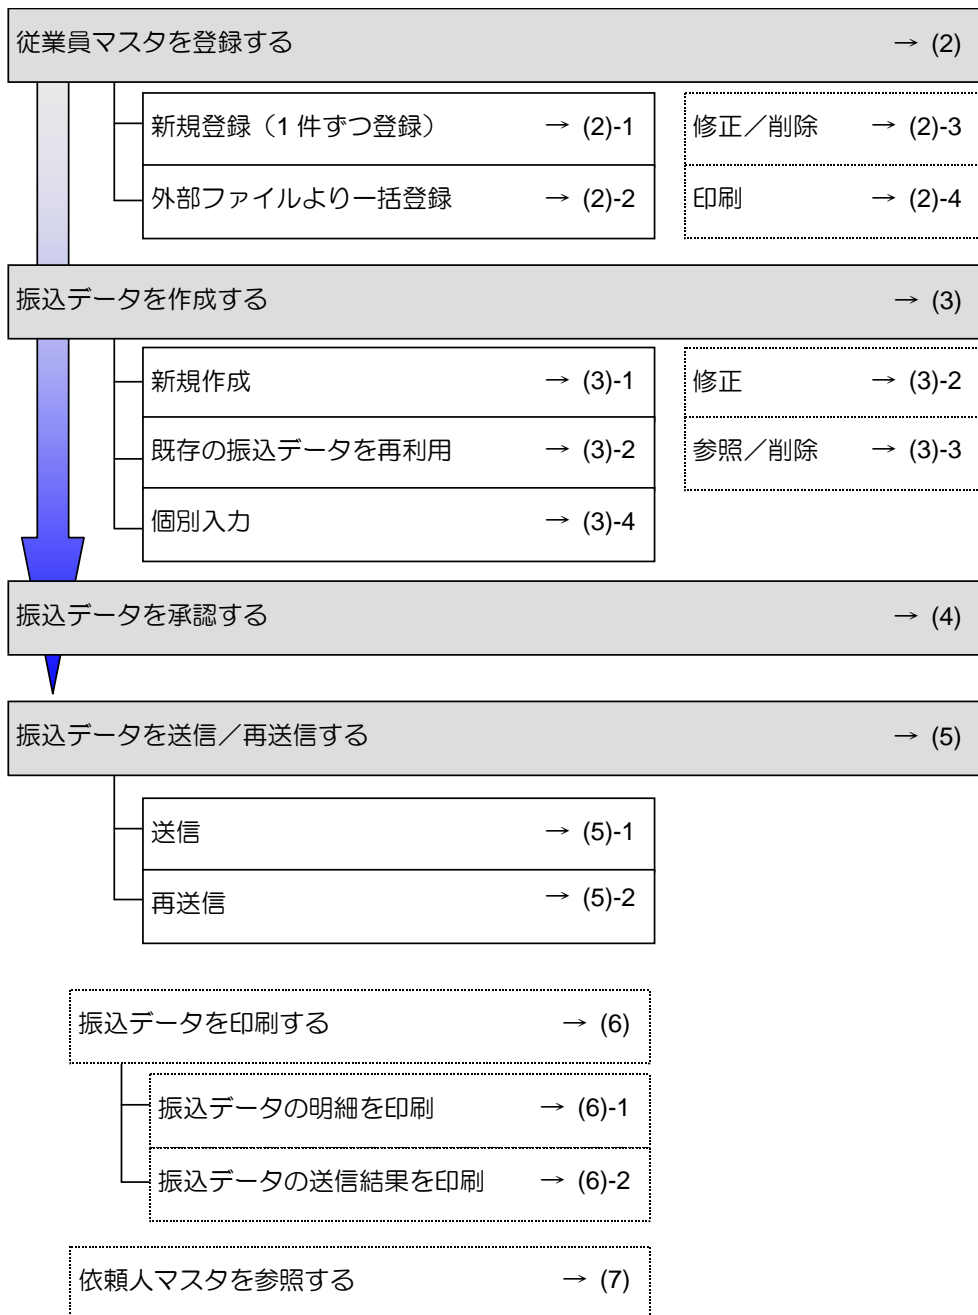 従業員マスタを登録する → (2)
新規登録（1件ずつ登録） → (2)-1 修正／削除 → (2)-3
外部ファイルより一括登録 → (2)-2 印刷 → (2)-4
振込データを作成する → (3)
新規作成 → (3)-1 修正 → (3)-2
既存の振込データを再利用 → (3)-2 参照／削除 → (3)-3
個別入力 → (3)-4
振込データを承認する → (4)
振込データを送信／再送信する → (5)
送信 → (5)-1
再送信 → (5)-2
振込データを印刷する → (6)
振込データの明細を印刷 → (6)-1
振込データの送信結果を印刷 → (6)-2
依頼人マスタを参照する → (7)